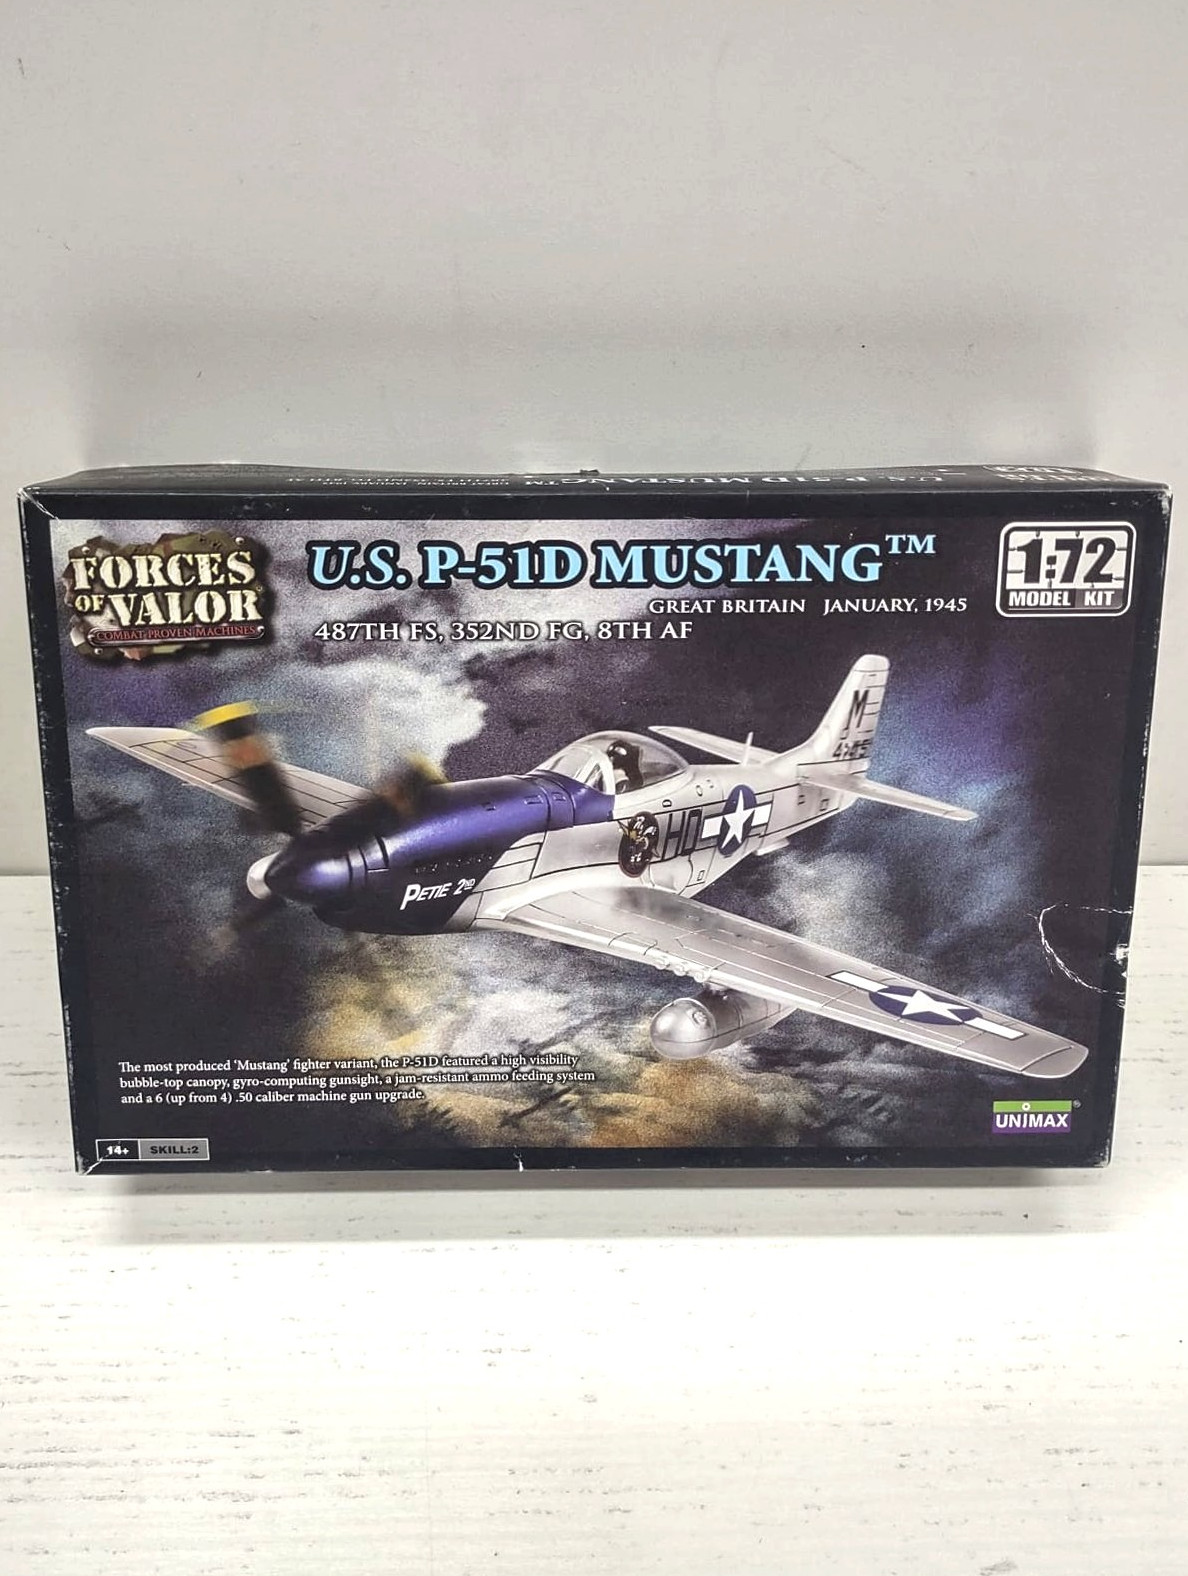 U.S. P-51D MUSTANG™
FORCES
OF VALOR
COMBAT PROVEN MACHINES
U.S. P-51D MUSTANG™
GREAT BRITAIN JANUARY, 1945
487TH FS, 352ND FG, 8TH AF
1:72
MODEL KIT
M
HO
PETIE 2ND
The most produced 'Mustang' fighter variant, the P-51D featured a high visibility
bubble-top canopy, gyro-computing gunsight, a jam-resistant ammo feeding system
and a 6 (up from 4) .50 caliber machine gun upgrade.
UNIMAX®
14+ SKILL:2